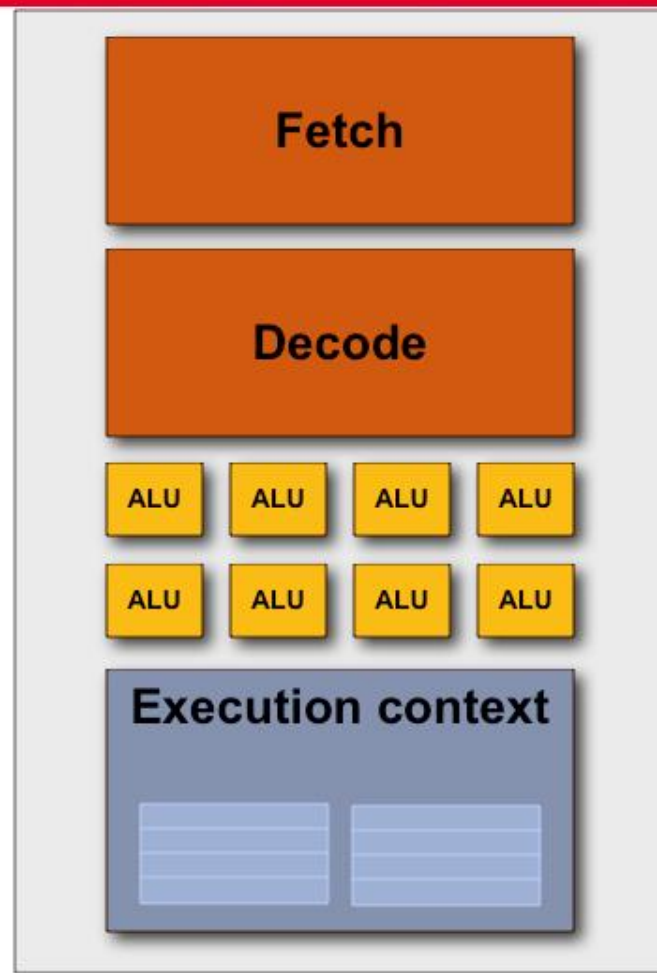 Fetch
Decode
ALU ALU ALU ALU
ALU ALU ALU ALU
Execution context